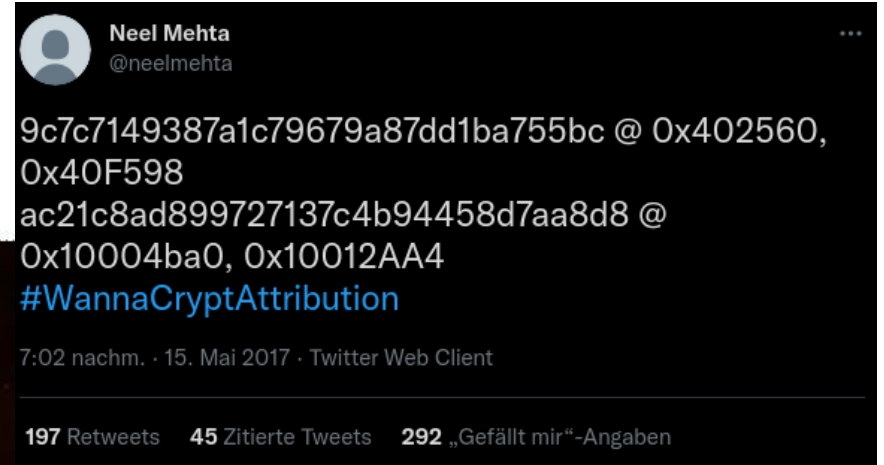 Neel Mehta
@neelmehta
9c7c7149387a1c79679a87dd1ba755bc @ 0x402560,
0x40F598
ac21c8ad899727137c4b94458d7aa8d8 @
0x10004ba0, 0x10012AA4
#WannaCryptAttribution
7:02 nachm. · 15. Mai 2017 · Twitter Web Client
197 Retweets 45 Zitierte Tweets 292 „Gefällt mir“-Angaben